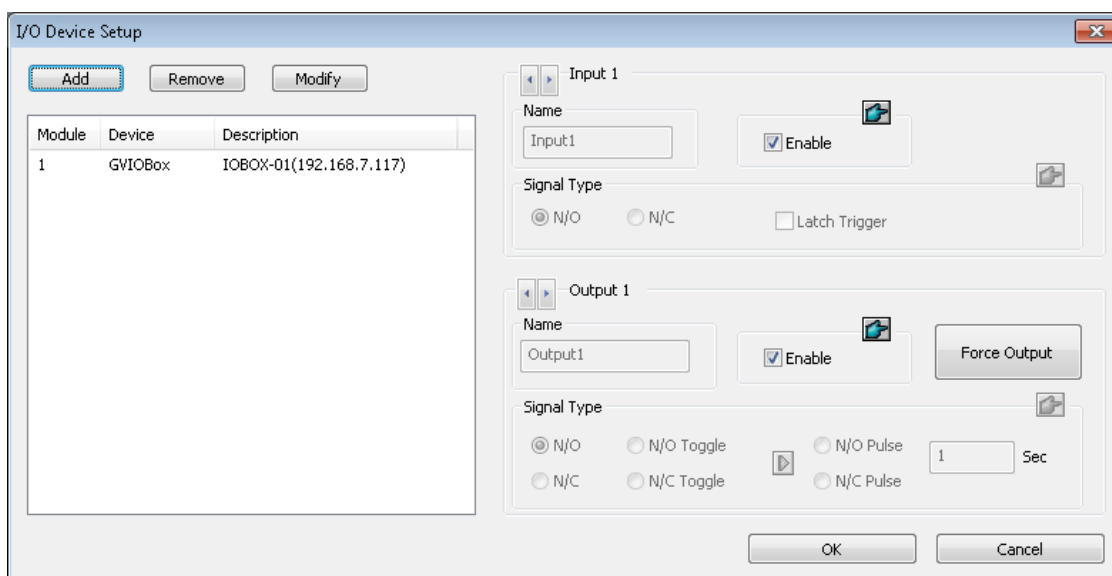 I/O Device Setup
Add Remove Modify
Module Device Description
1 GVIOBox IOBOX-01(192.168.7.117)
Input 1
Name
Input1
Enable
Signal Type
N/O N/C Latch Trigger
Output 1
Name
Output1
Enable
Force Output
Signal Type
N/O N/O Toggle N/O Pulse
1 Sec
N/C N/C Toggle N/C Pulse
OK Cancel